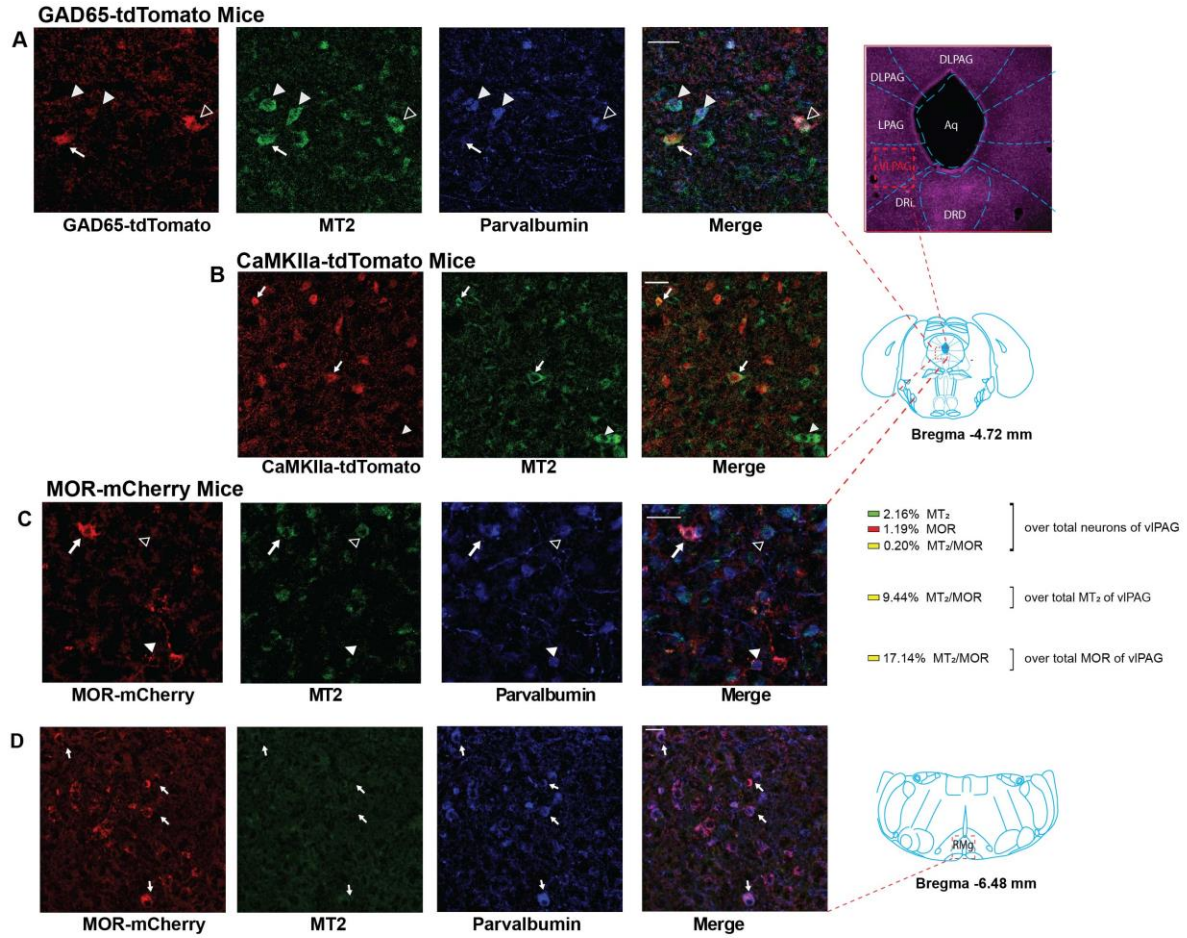 GAD65-tdTomato Mice
A
GAD65-tdTomato
MT2
Parvalbumin
Merge
DLPAG
DLPAG
LPAG
Aq
VLPAG
DRL
DRD
CaMKIIa-tdTomato Mice
B
CaMKIIa-tdTomato
MT2
Merge
Bregma -4.72 mm
MOR-mCherry Mice
C
MOR-mCherry
MT2
Parvalbumin
Merge
2.16% MT₂
1.19% MOR
0.20% MT₂/MOR
over total neurons of vlPAG
9.44% MT₂/MOR
over total MT₂ of vlPAG
17.14% MT₂/MOR
over total MOR of vlPAG
D
MOR-mCherry
MT2
Parvalbumin
Merge
RMg
Bregma -6.48 mm